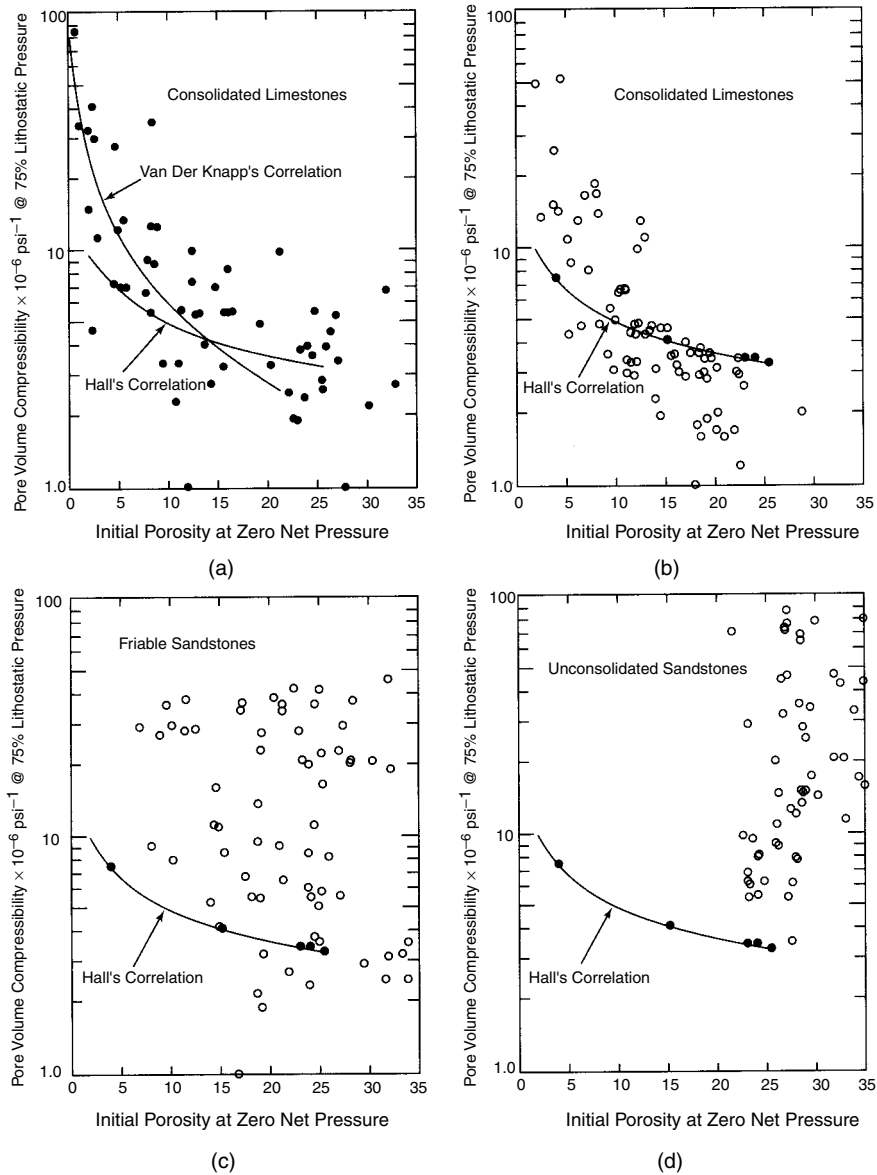 100
Consolidated Limestones
Van Der Knapp's Correlation
10
Hall's Correlation
1.0
0 5 10 15 20 25 30 35
Pore Volume Compressibility × 10⁻⁶ psi⁻¹ @ 75% Lithostatic Pressure
Initial Porosity at Zero Net Pressure
(a)
100
Consolidated Limestones
10
Hall's Correlation
1.0
0 5 10 15 20 25 30 35
Pore Volume Compressibility × 10⁻⁶ psi⁻¹ @ 75% Lithostatic Pressure
Initial Porosity at Zero Net Pressure
(b)
100
Friable Sandstones
10
Hall's Correlation
1.0
0 5 10 15 20 25 30 35
Pore Volume Compressibility × 10⁻⁶ psi⁻¹ @ 75% Lithostatic Pressure
Initial Porosity at Zero Net Pressure
(c)
100
Unconsolidated Sandstones
10
Hall's Correlation
1.0
0 5 10 15 20 25 30 35
Pore Volume Compressibility × 10⁻⁶ psi⁻¹ @ 75% Lithostatic Pressure
Initial Porosity at Zero Net Pressure
(d)